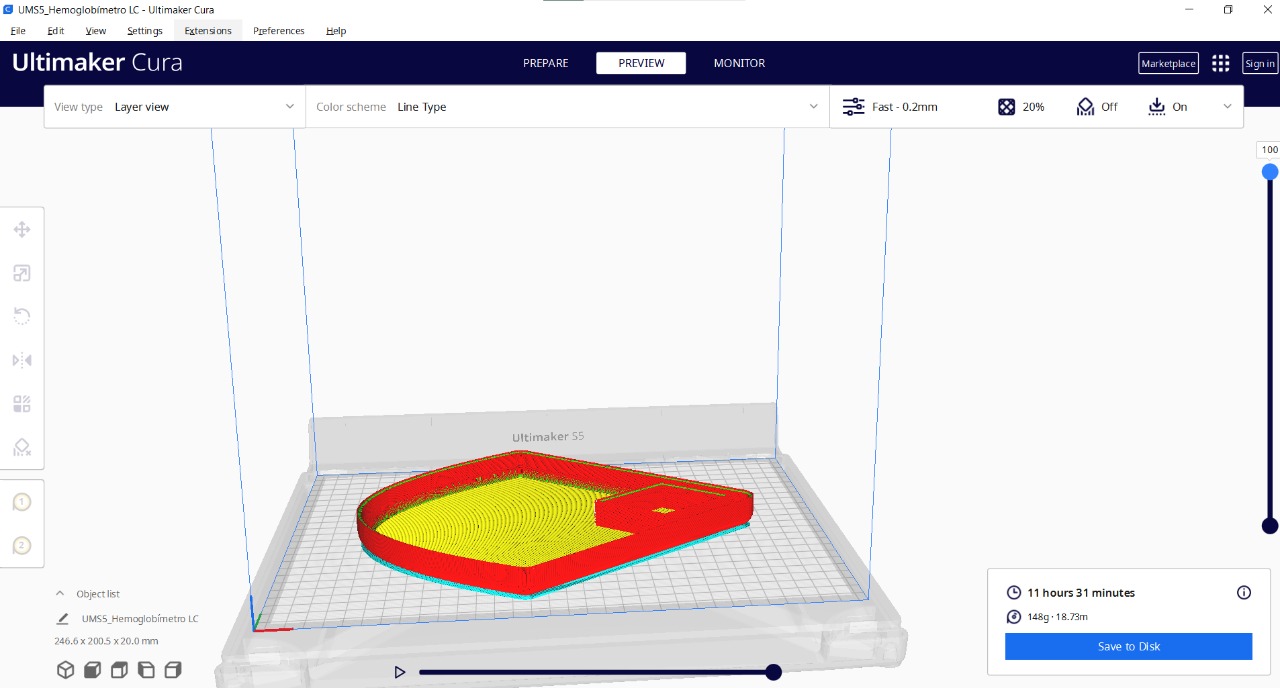 UMS5_Hemoglobímetro LC - Ultimaker Cura
File Edit View Settings Extensions Preferences Help
Ultimaker Cura PREPARE PREVIEW MONITOR Marketplace Sign in
View type Layer view Color scheme Line Type Fast - 0.2mm 20% Off On
100
Ultimaker S5
1
2
Object list
UMS5_Hemoglobímetro LC
246.6 x 200.5 x 20.0 mm
11 hours 31 minutes
148g · 18.73m
Save to Disk